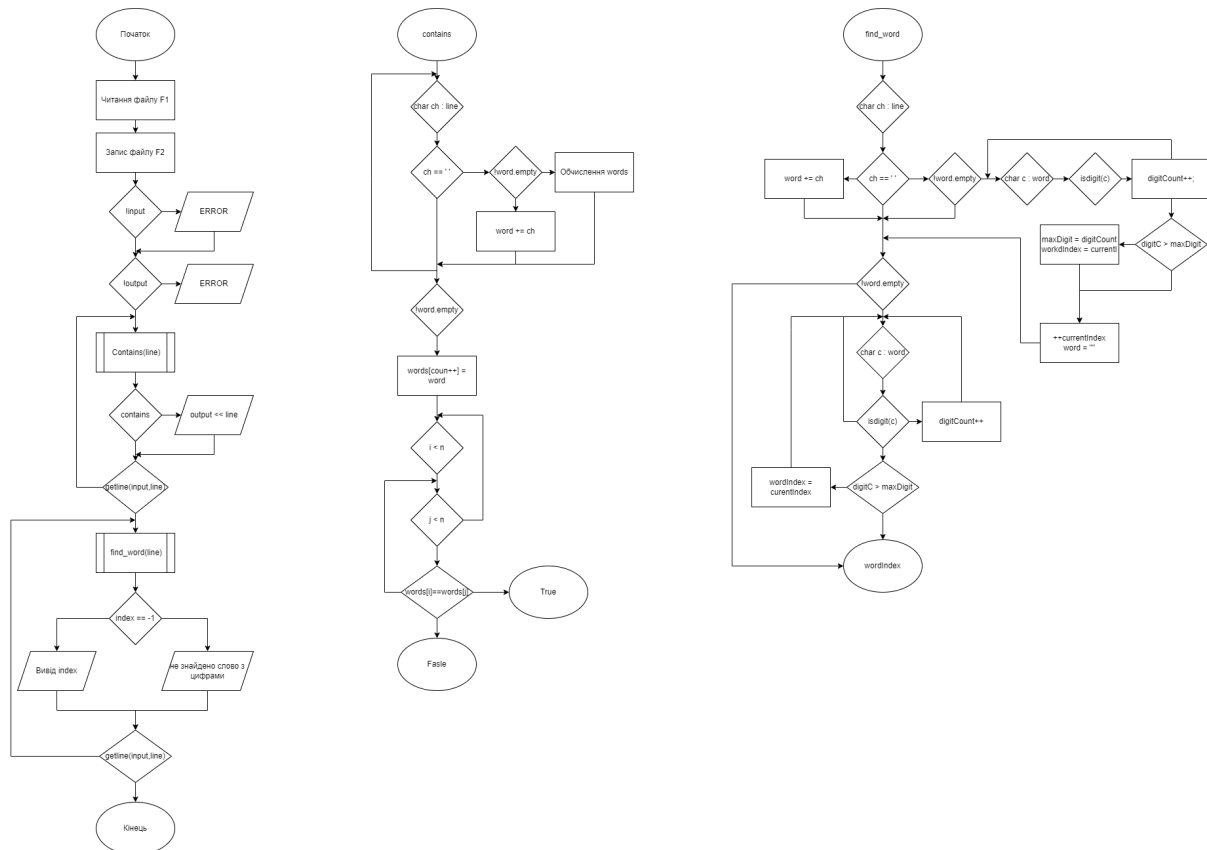 Початок
Читання файлу F1
Запис файлу F2
!input
ERROR
!output
ERROR
Contains(line)
contains
output << line
getline(input,line)
find_word(line)
index == -1
Вивід index
не знайдено слово з
цифрами
getline(input,line)
Кінець
contains
char ch : line
ch == ' '
!word.empty
Обчислення words
word += ch
!word.empty
words[coun++] =
word
i < n
j < n
words[i]==words[j]
True
Fasle
find_word
char ch : line
word += ch
ch == ' '
!word.empty
char c : word
isdigit(c)
digitCount++;
maxDigit = digitCount
workdIndex = currentI
digitC > maxDigit
++currentIndex
word = ""
!word.empty
char c : word
isdigit(c)
digitCount++
wordIndex =
curentIndex
digitC > maxDigit
wordIndex